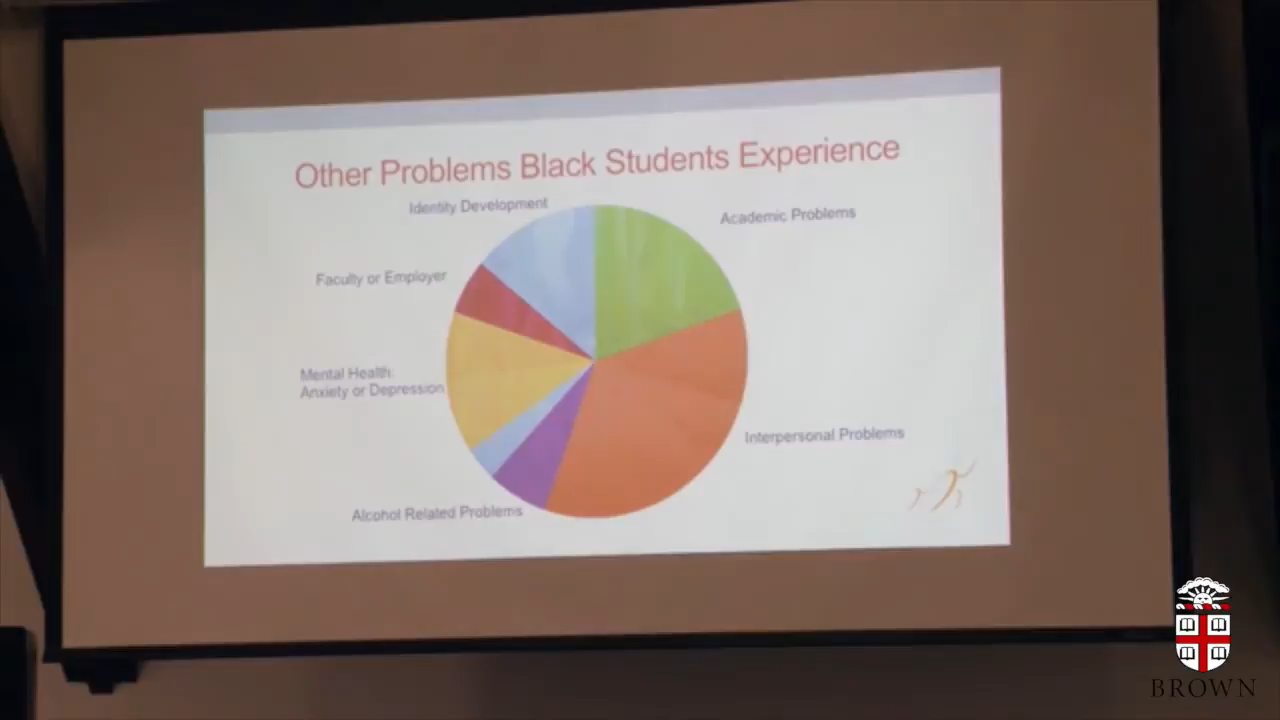 Other Problems Black Students Experience
Identity Development
Academic Problems
Faculty or Employer
Mental Health:
Anxiety or Depression
Interpersonal Problems
Alcohol Related Problems
BROWN